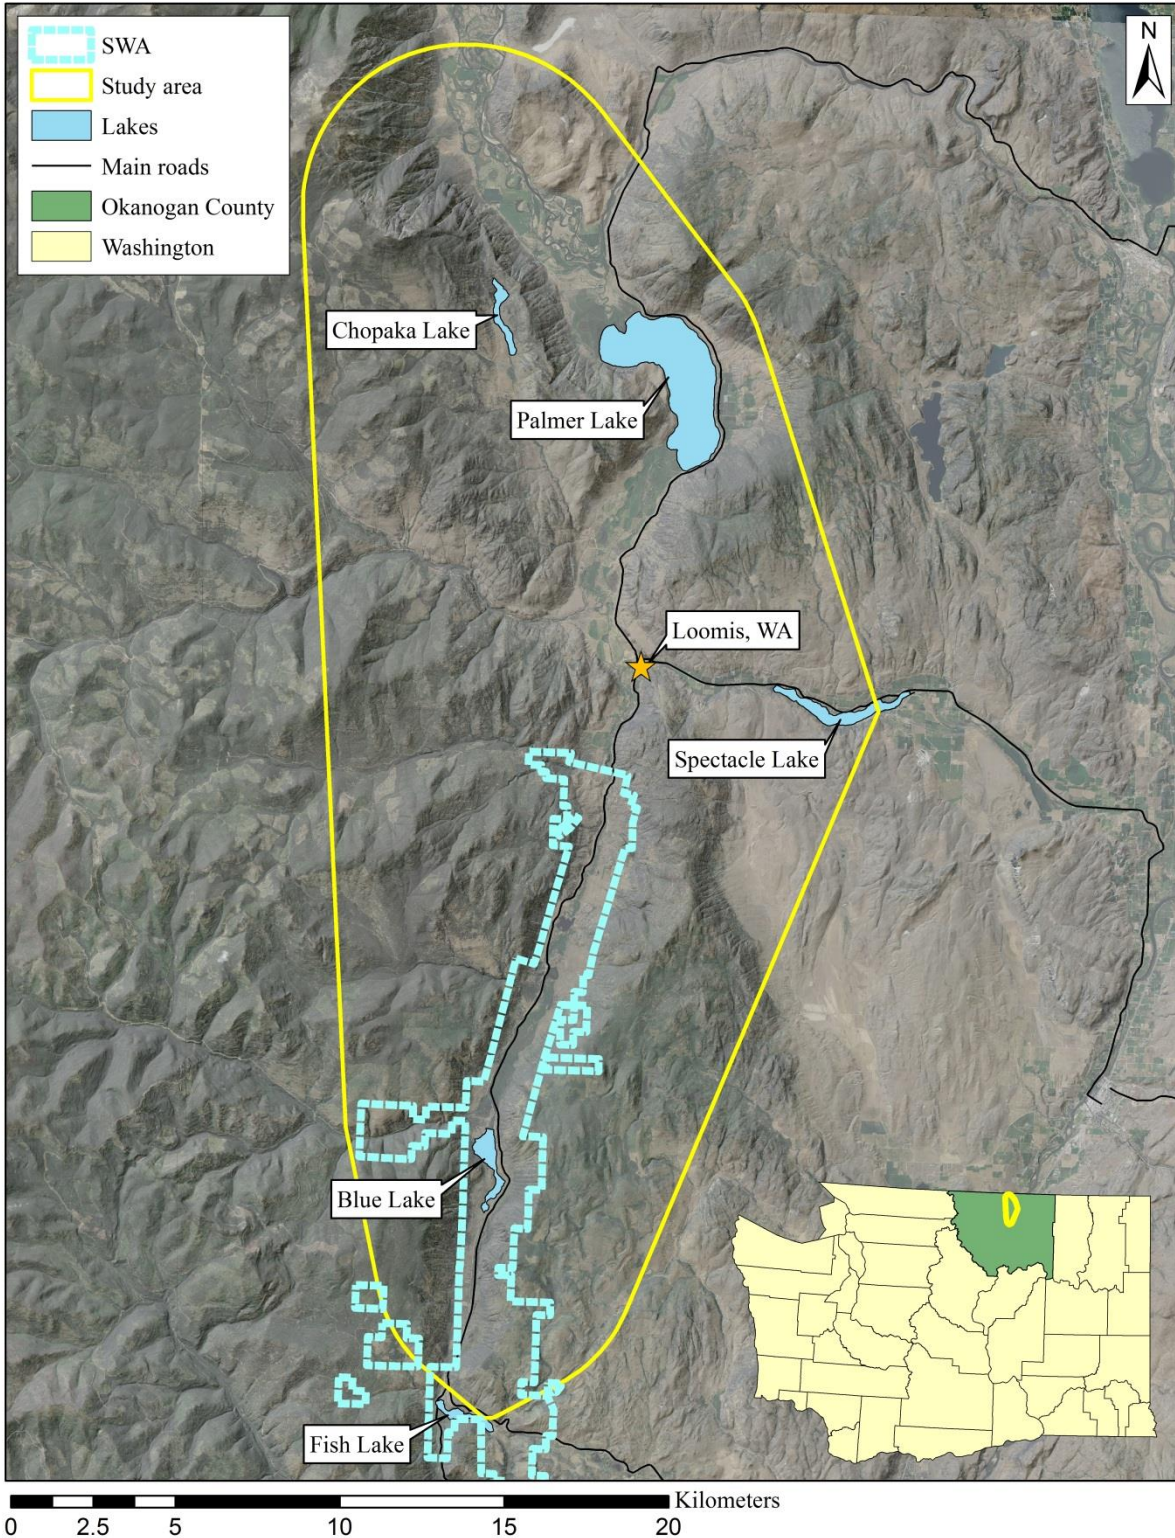 SWA
Study area
Lakes
Main roads
Okanogan County
Washington
N
Chopaka Lake
Palmer Lake
Loomis, WA
Spectacle Lake
Blue Lake
Fish Lake
Kilometers
0 2.5 5 10 15 20